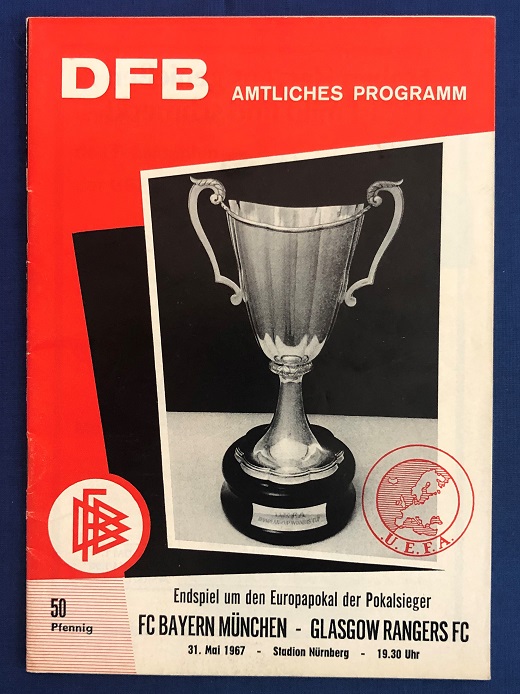 DFB AMTLICHES PROGRAMM
U.E.F.A.
DFB
50
Pfennig
Endspiel um den Europapokal der Pokalsieger
FC BAYERN MÜNCHEN - GLASGOW RANGERS FC
31. Mai 1967 - Stadion Nürnberg - 19.30 Uhr